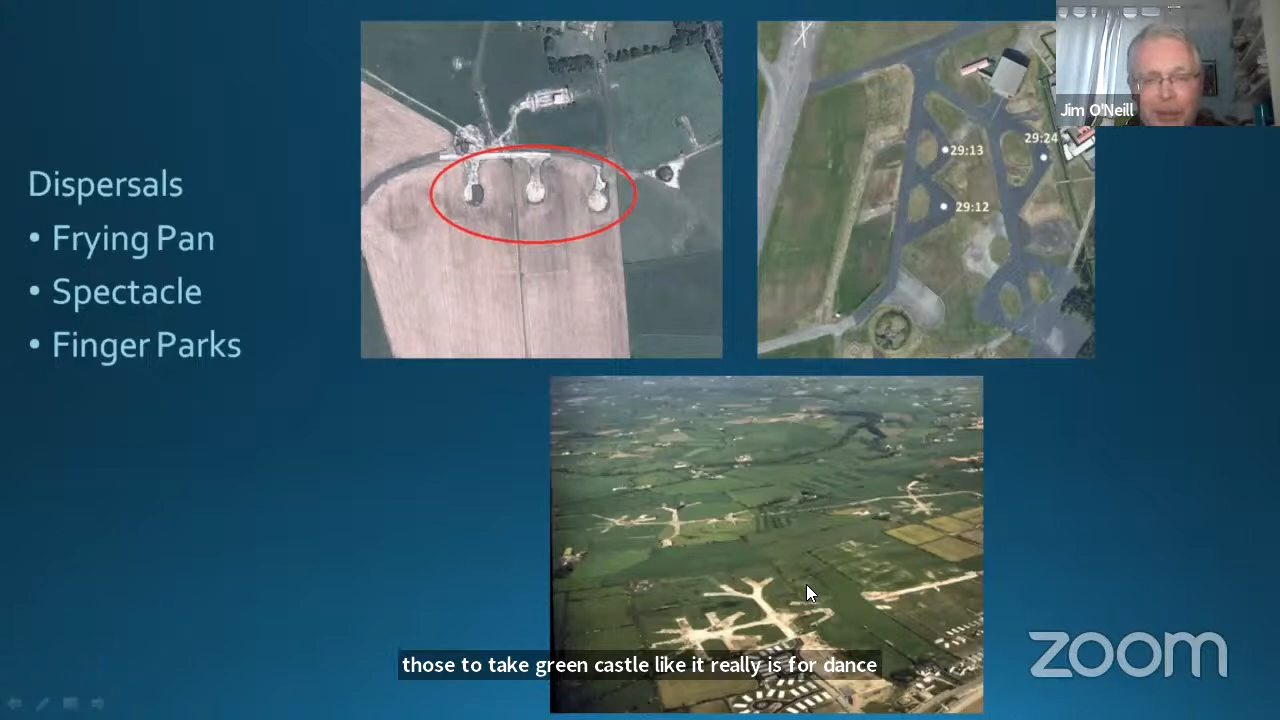 Dispersals
• Frying Pan
• Spectacle
• Finger Parks
29:13
29:24
29:12
Jim O'Neill
those to take green castle like it really is for dance
zoom